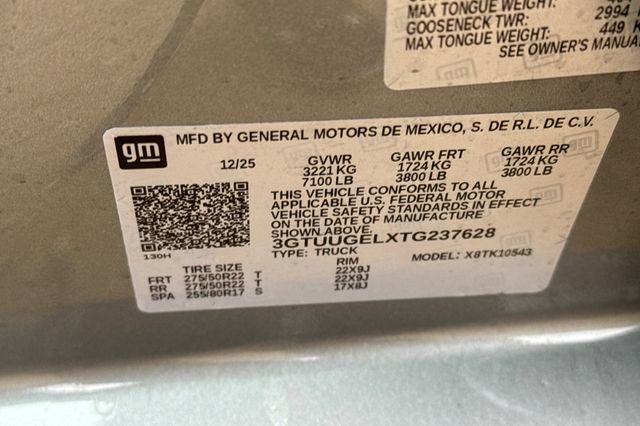 MAX TONGUE WEIGHT:
GOOSENECK TWR: 2994
MAX TONGUE WEIGHT: 449 K
SEE OWNER'S MANUA
gm
MFD BY GENERAL MOTORS DE MEXICO, S. DE R.L. DE C.V.
12/25 GVWR GAWR FRT GAWR RR
3221 KG 1724 KG 1724 KG
7100 LB 3800 LB 3800 LB
THIS VEHICLE CONFORMS TO ALL
APPLICABLE U.S. FEDERAL MOTOR
VEHICLE SAFETY STANDARDS IN EFFECT
ON THE DATE OF MANUFACTURE
SHOWN ABOVE.
3GTUUGELXTG237628
130H
TYPE: TRUCK MODEL: X8TK10543
TIRE SIZE RIM
FRT 275/50R22 T 22X9J
RR 275/50R22 T 22X9J
SPA 255/80R17 S 17X8J